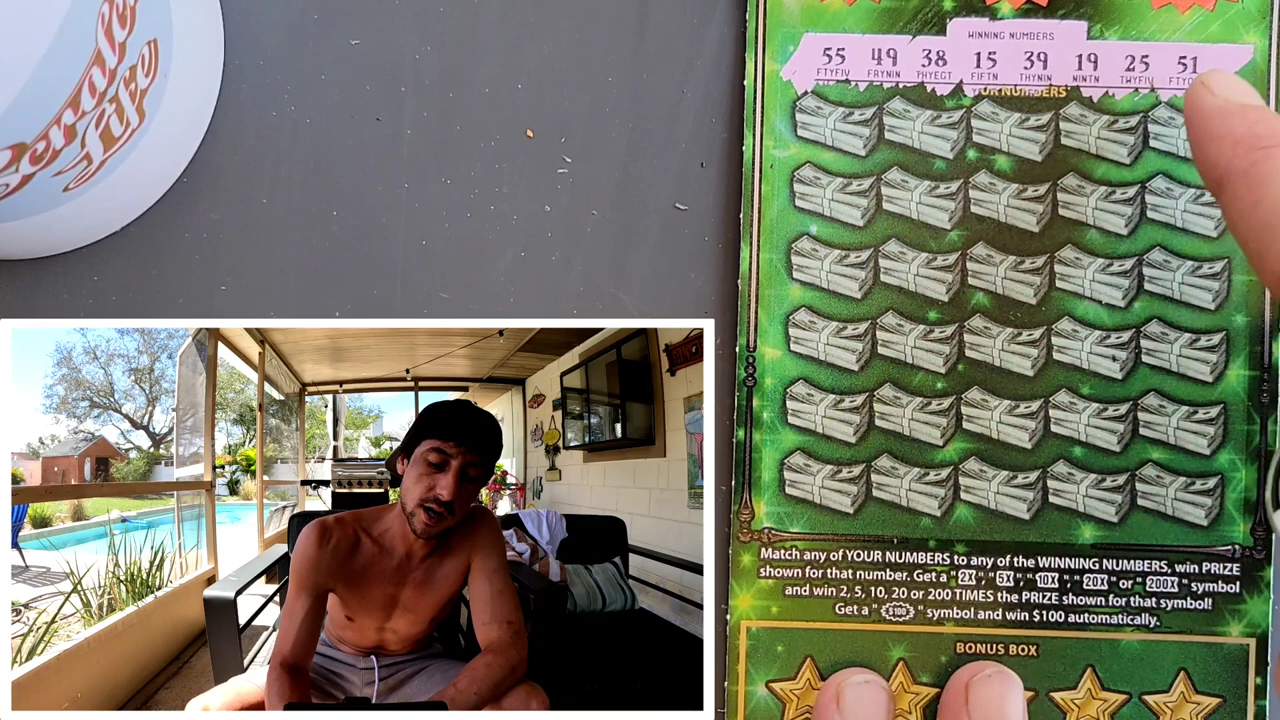 Life
WINNING NUMBERS
55 49 38 15 39 19 25 51
FTYFIV FRYNIN PHYEGT FIFTN THYNIN NINTN TWYFIV
YOUR NUMBERS
Match any of YOUR NUMBERS to any of the WINNING NUMBERS, win PRIZE
shown for that number. Get a "2X", "5X", "10X", "20X" or "200X" symbol
and win 2, 5, 10, 20 or 200 TIMES the PRIZE shown for that symbol!
Get a "$100" symbol and win $100 automatically.
BONUS BOX